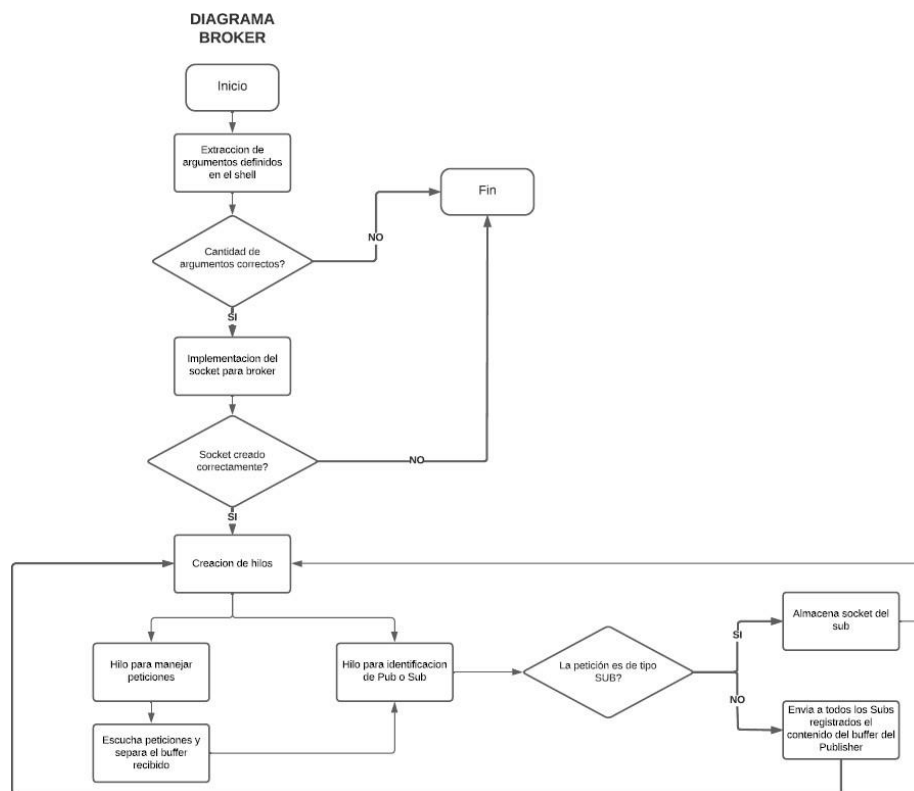 DIAGRAMA
BROKER
Inicio
Extraccion de
argumentos definidos
en el shell
Fin
NO
Cantidad de
argumentos correctos?
SI
Implementacion del
socket para broker
Socket creado
correctamente?
NO
SI
Creacion de hilos
Almacena socket del
sub
SI
Hilo para manejar
peticiones
Hilo para identificacion
de Pub o Sub
La petición es de tipo
SUB?
NO
Escucha peticiones y
separa el buffer
recibido
Envia a todos los Subs
registrados el
contenido del buffer del
Publisher